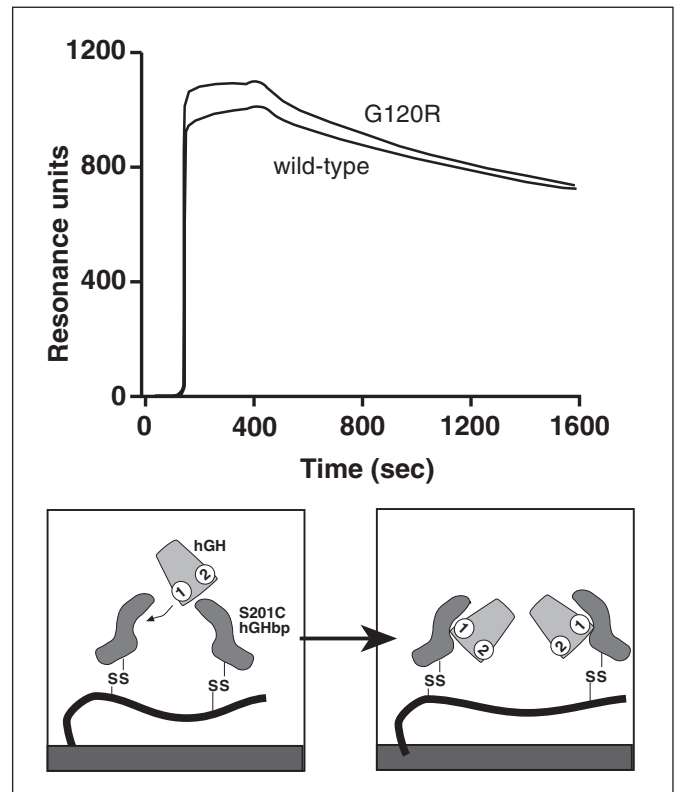 1200
800
400
0
Resonance units
G120R
wild-type
0 400 800 1200 1600
Time (sec)
hGH
1 2
S201C
hGHbp
SS SS
1 2
1 2
SS SS